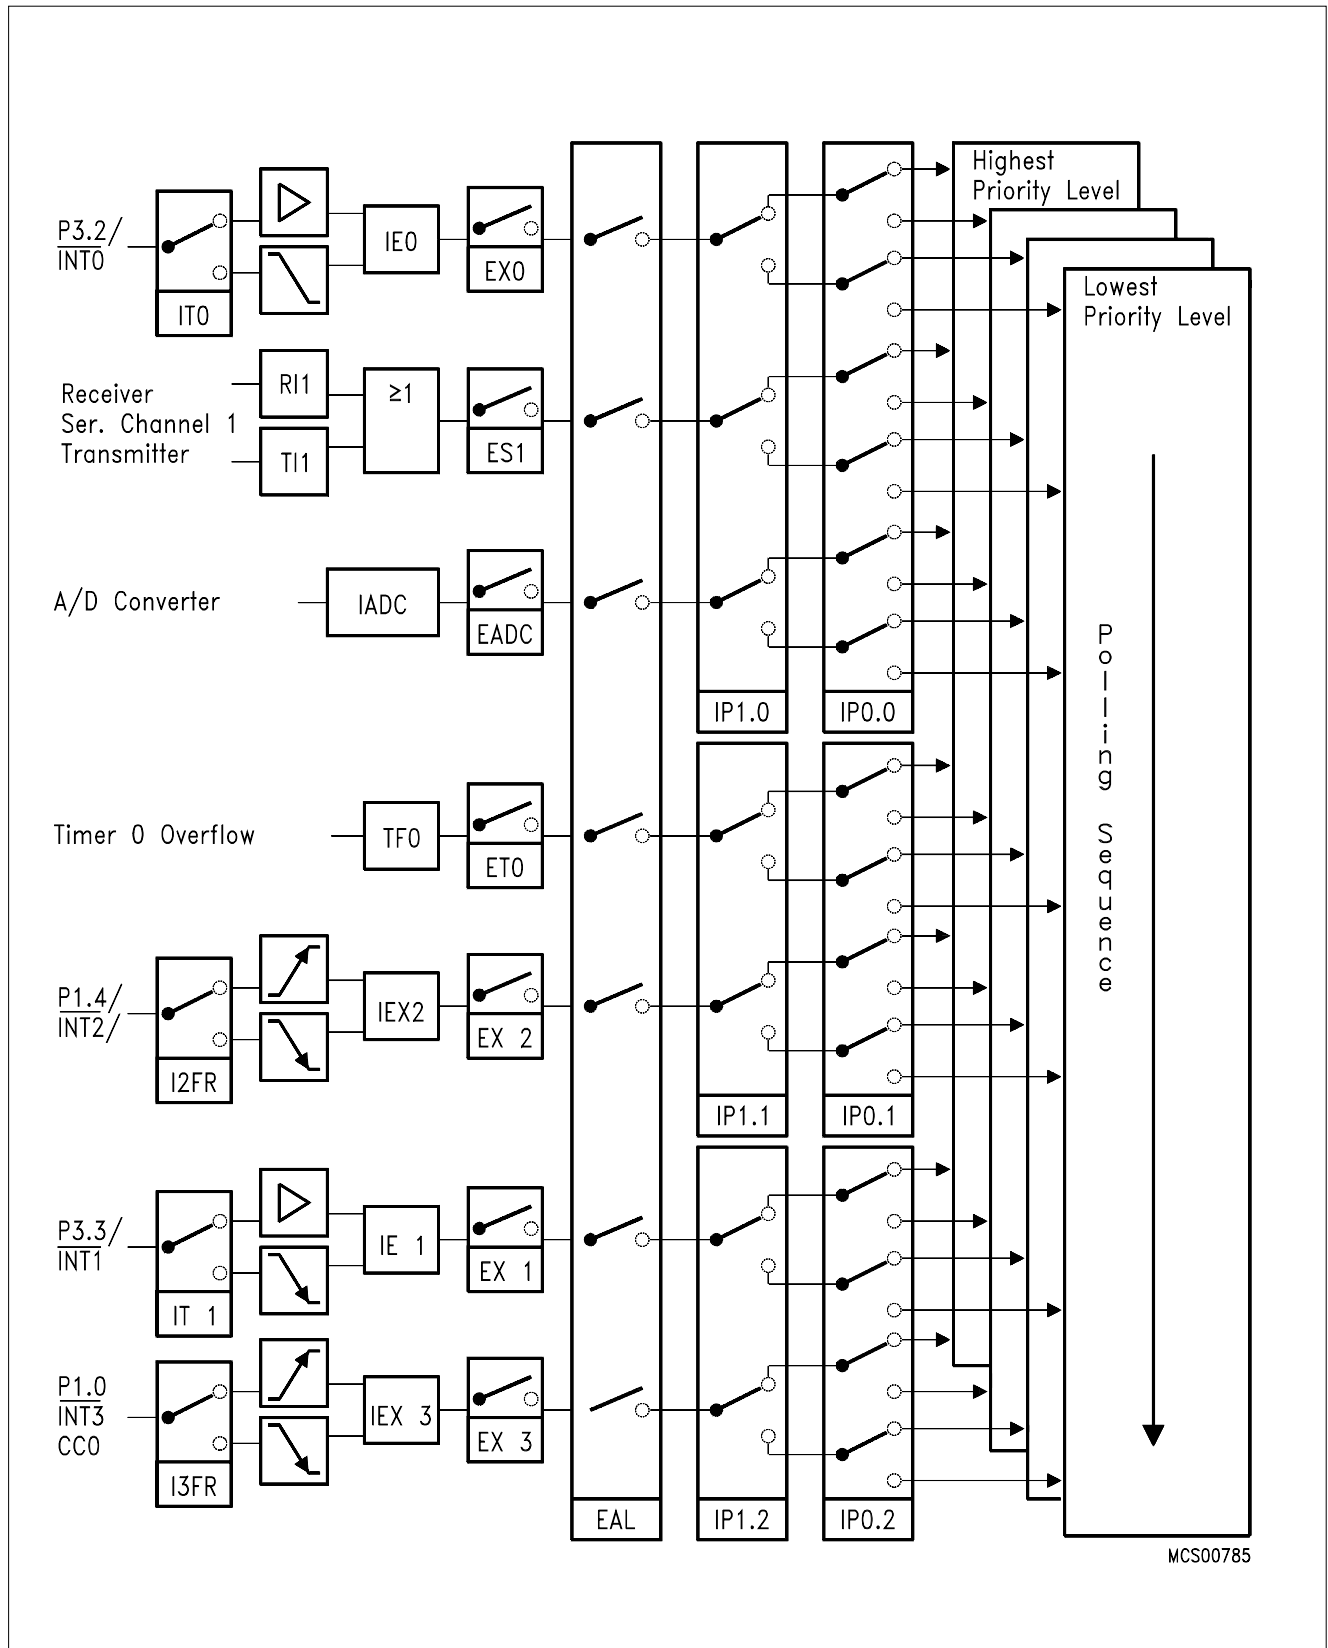 Highest
Priority Level
P3.2/
INT0
IT0
IE0
EX0
Lowest
Priority Level
Receiver
Ser. Channel 1
Transmitter
RI1
TI1
≥1
ES1
A/D Converter
IADC
EADC
IP1.0
IP0.0
Polling Sequence
Timer 0 Overflow
TF0
ET0
P1.4/
INT2/
I2FR
IEX2
EX 2
IP1.1
IP0.1
P3.3/
INT1
IT 1
IE 1
EX 1
P1.0
INT3
CC0
I3FR
IEX 3
EX 3
EAL
IP1.2
IP0.2
MCS00785